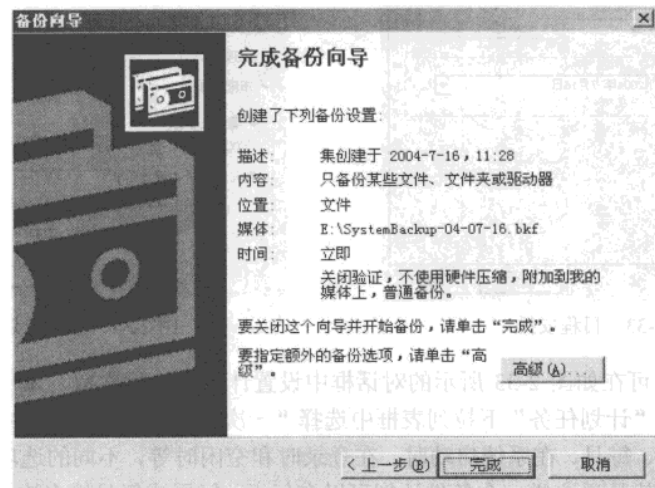 备份向导
完成备份向导
创建了下列备份设置:
描述: 集创建于 2004-7-16，11:28
内容: 只备份某些文件、文件夹或驱动器
位置: 文件
媒体: E:\SystemBackup-04-07-16.bkf
时间: 立即
关闭验证，不使用硬件压缩，附加到我的
媒体上，普通备份。
要关闭这个向导并开始备份，请单击“完成”。
要指定额外的备份选项，请单击“高
级”。
高级(A)...
< 上一步(B)
完成
取消